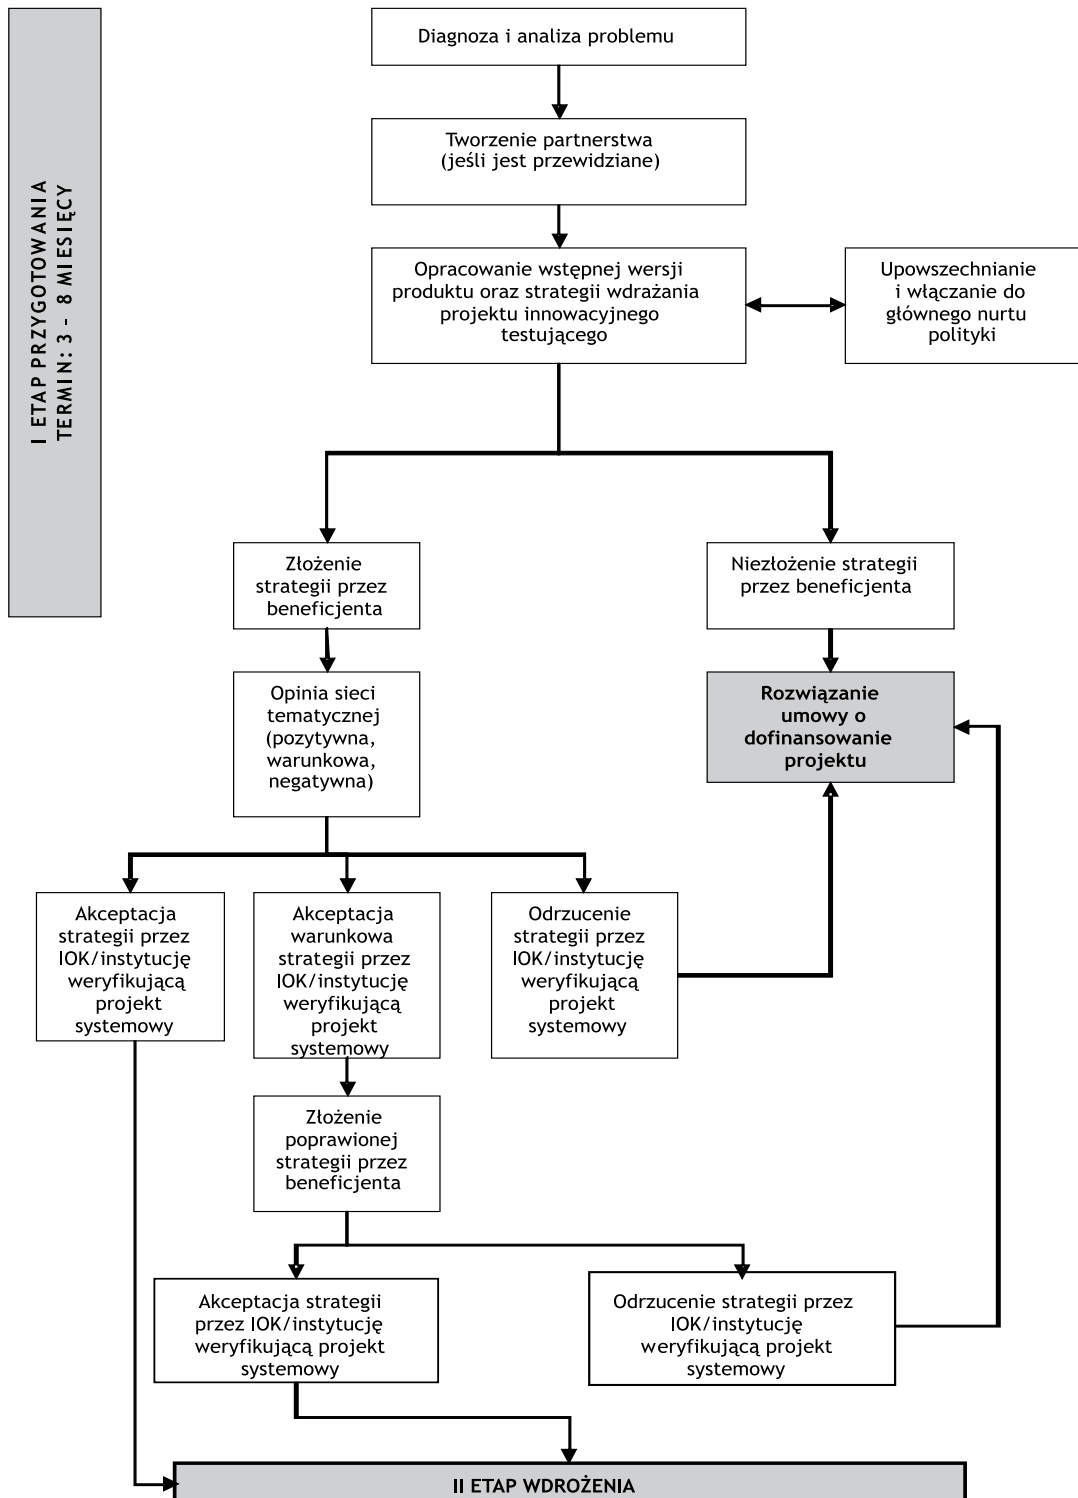 I ETAP PRZYGOTOWANIA
TERMIN: 3 - 8 MIESIĘCY
Diagnoza i analiza problemu
Tworzenie partnerstwa
(jeśli jest przewidziane)
Opracowanie wstępnej wersji
produktu oraz strategii wdrażania
projektu innowacyjnego
testującego
Upowszechnianie
i włączanie do
głównego nurtu
polityki
Złożenie
strategii przez
beneficjenta
Niezłożenie strategii
przez beneficjenta
Opinia sieci
tematycznej
(pozytywna,
warunkowa,
negatywna)
Rozwiązanie
umowy o
dofinansowanie
projektu
Akceptacja
strategii przez
IOK/instytucję
weryfikującą
projekt
systemowy
Akceptacja
warunkowa
strategii przez
IOK/instytucję
weryfikującą
projekt
systemowy
Odrzucenie
strategii przez
IOK/instytucję
weryfikującą
projekt
systemowy
Złożenie
poprawionej
strategii przez
beneficjenta
Akceptacja strategii
przez IOK/instytucję
weryfikującą projekt
systemowy
Odrzucenie strategii przez
IOK/instytucję
weryfikującą projekt
systemowy
II ETAP WDROŻENIA